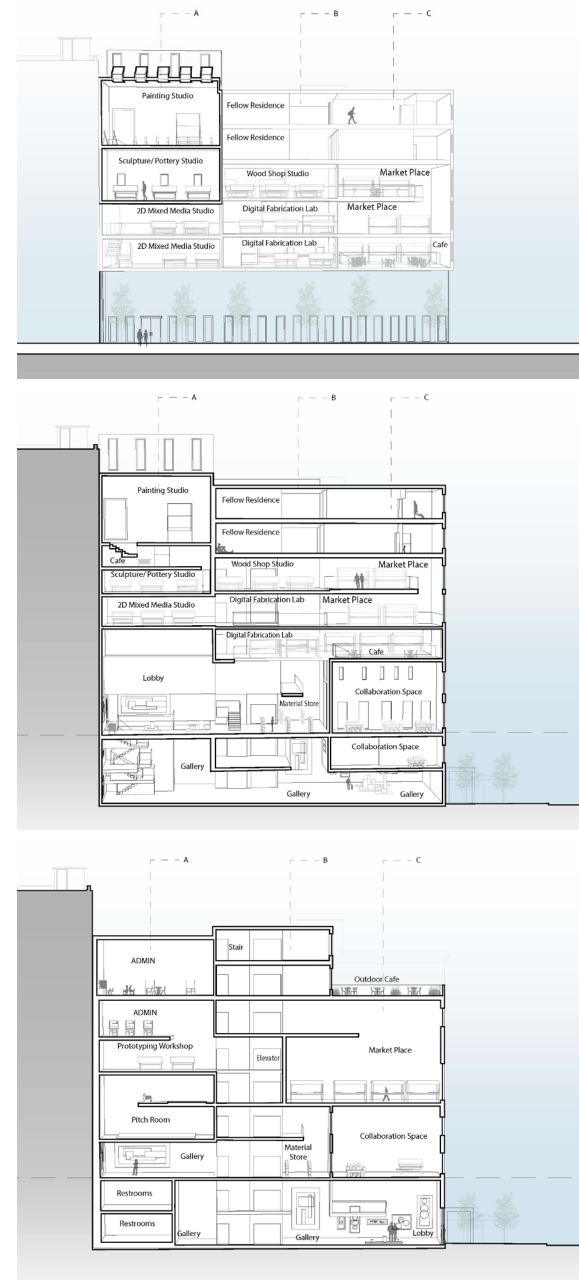 A
B
C
Painting Studio
Fellow Residence
Fellow Residence
Sculpture/ Pottery Studio
Wood Shop Studio
Market Place
2D Mixed Media Studio
Digital Fabrication Lab
Market Place
2D Mixed Media Studio
Digital Fabrication Lab
Cafe
A
B
C
Painting Studio
Fellow Residence
Fellow Residence
Cafe
Wood Shop Studio
Market Place
Sculpture/ Pottery Studio
2D Mixed Media Studio
Digital Fabrication Lab
Market Place
Digital Fabrication Lab
Cafe
Lobby
Material Store
Collaboration Space
Collaboration Space
Gallery
Gallery
Gallery
A
B
C
Stair
ADMIN
Outdoor Cafe
ADMIN
Prototyping Workshop
Elevator
Market Place
Pitch Room
Collaboration Space
Material
Store
Gallery
Restrooms
Restrooms
Gallery
Gallery
Lobby